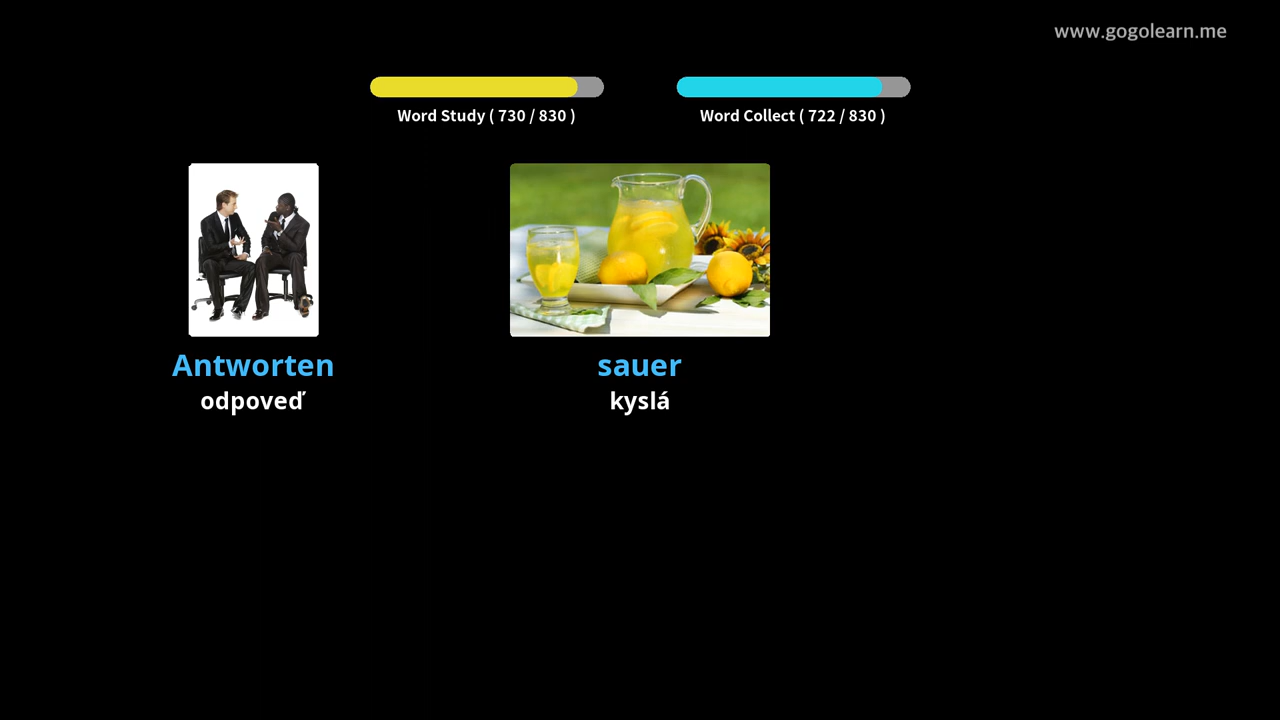 www.gogolearn.me
Word Study ( 730 / 830 )
Word Collect ( 722 / 830 )
Antworten
odpoveď
sauer
kyslá